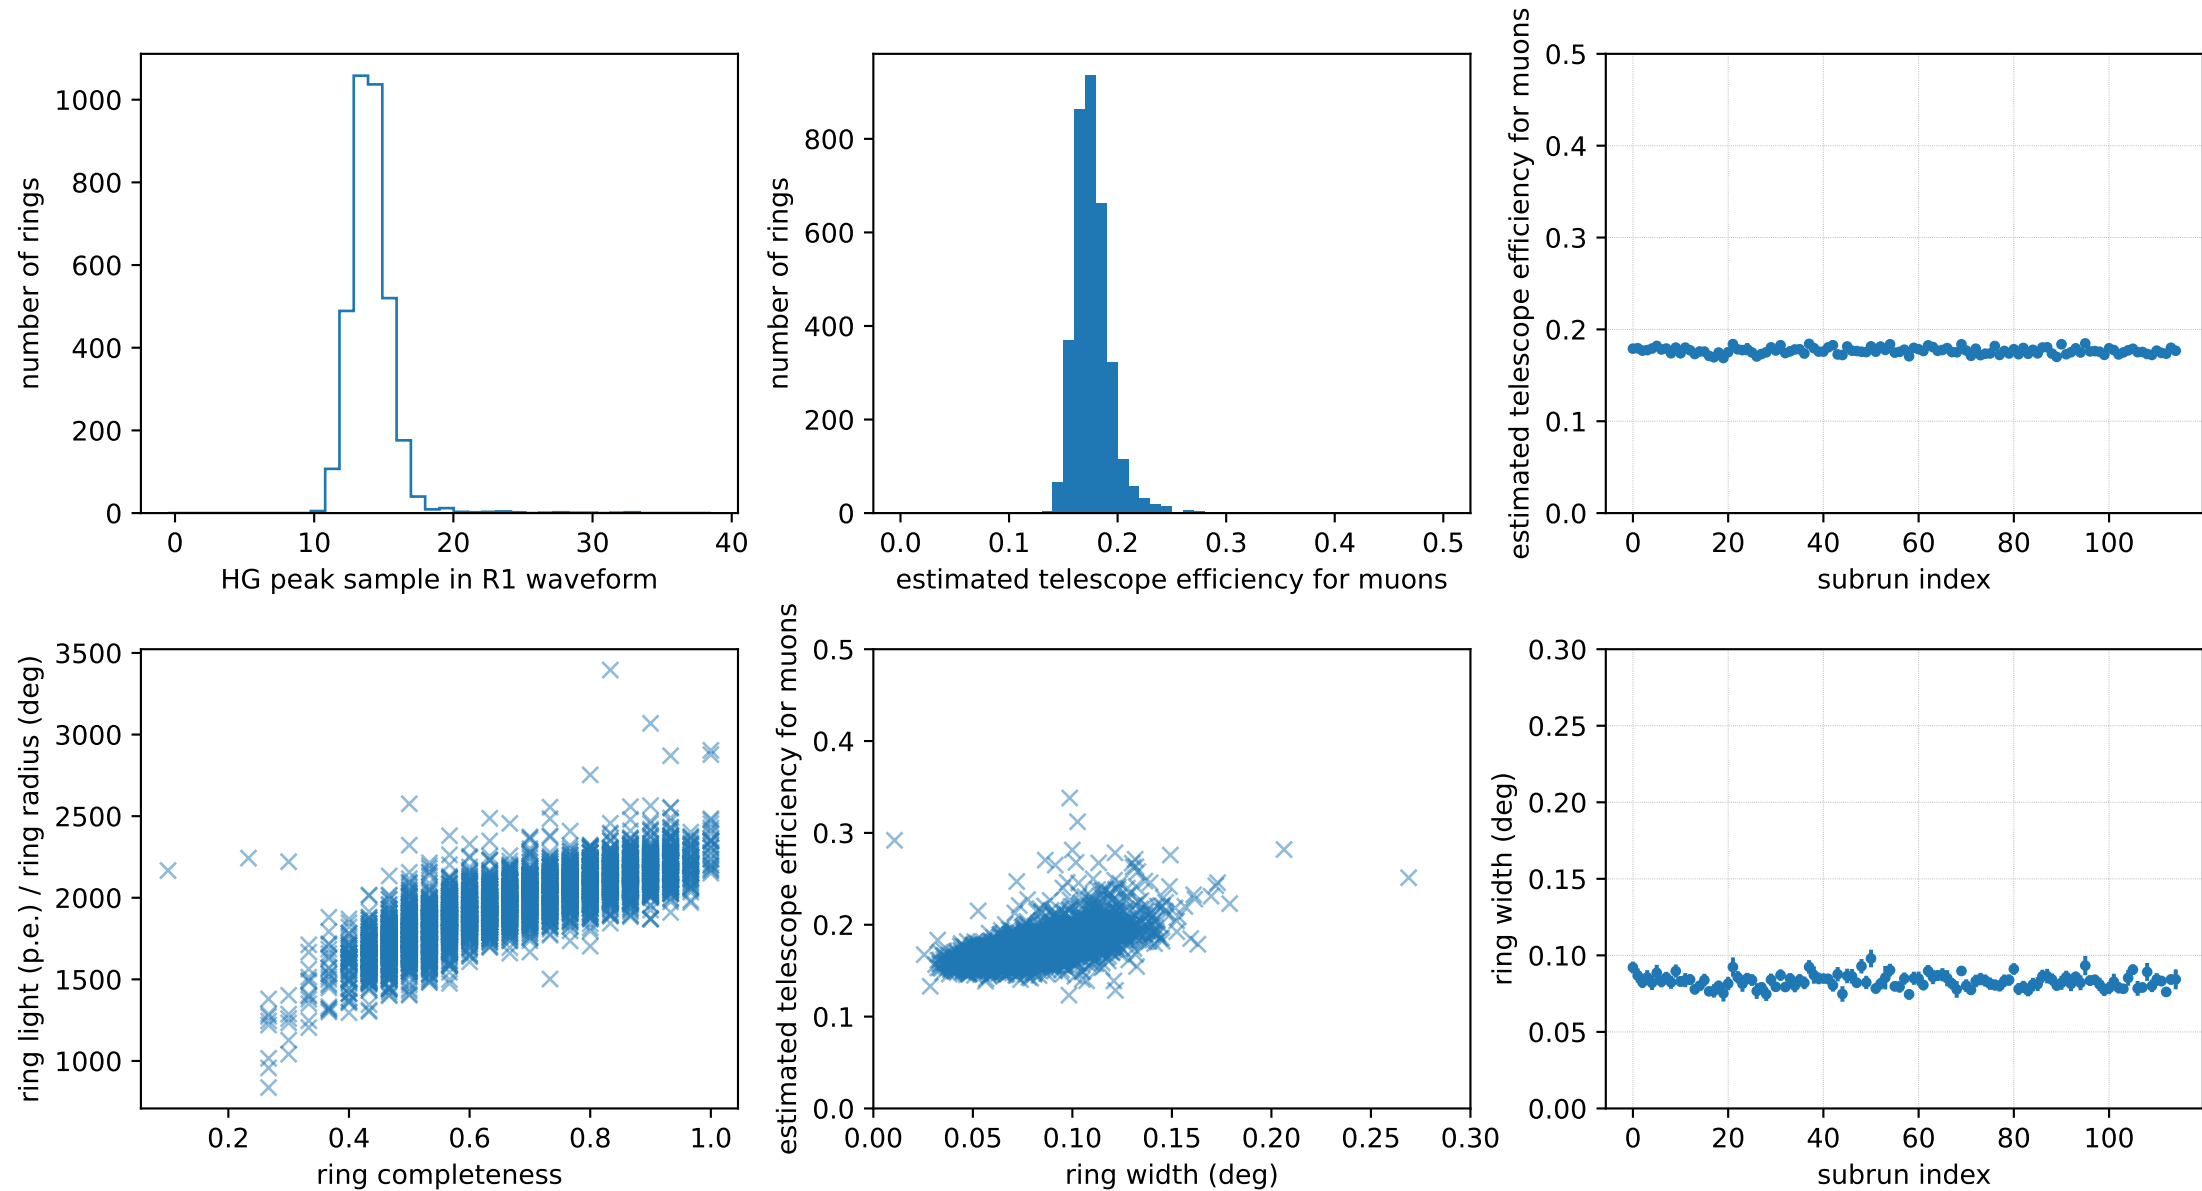 number of rings
1000
800
600
400
200
0
0 10 20 30 40
HG peak sample in R1 waveform
number of rings
800
600
400
200
0
0.0 0.1 0.2 0.3 0.4 0.5
estimated telescope efficiency for muons
estimated telescope efficiency for muons
0.5
0.4
0.3
0.2
0.1
0.0
0 20 40 60 80 100
subrun index
ring light (p.e.) / ring radius (deg)
3500
3000
2500
2000
1500
1000
0.2 0.4 0.6 0.8 1.0
ring completeness
estimated telescope efficiency for muons
0.5
0.4
0.3
0.2
0.1
0.0
0.00 0.05 0.10 0.15 0.20 0.25 0.30
ring width (deg)
ring width (deg)
0.30
0.25
0.20
0.15
0.10
0.05
0.00
0 20 40 60 80 100
subrun index